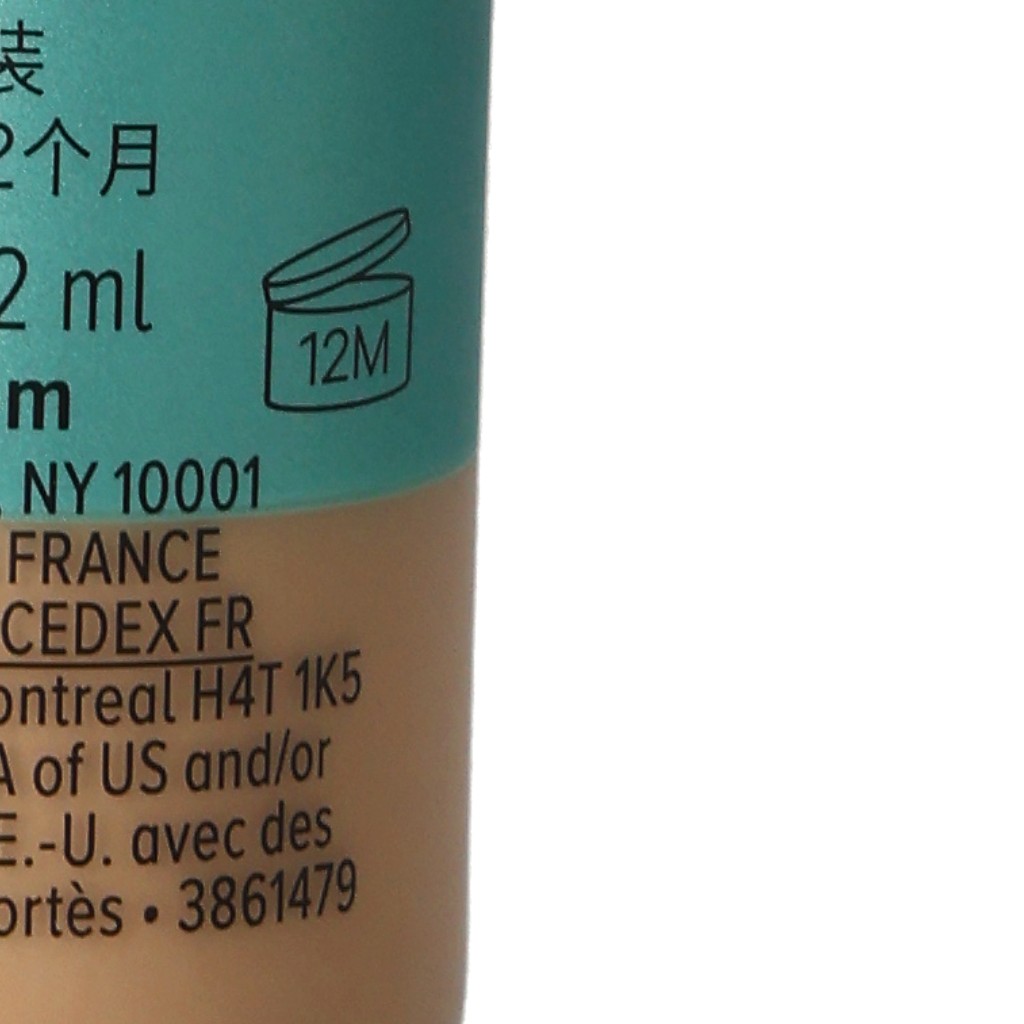 装
2个月
2 ml
12M
m
, NY 10001
FRANCE
CEDEX FR
ontreal H4T 1K5
A of US and/or
E.-U. avec des
ortès • 3861479